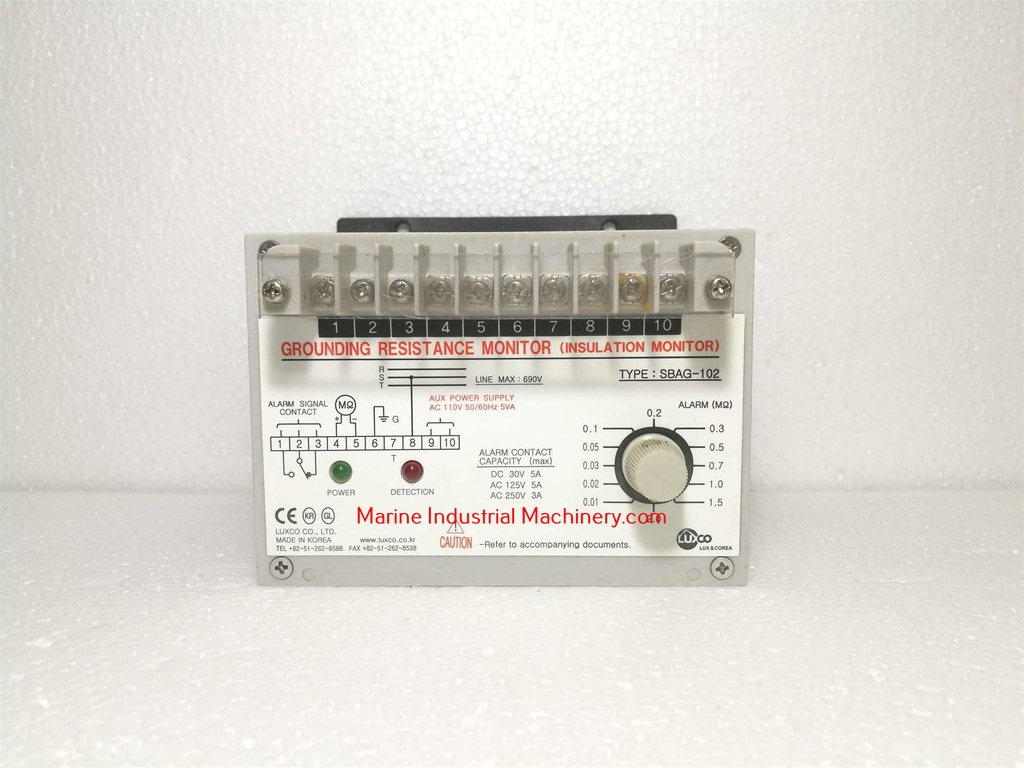 1 2 3 4 5 6 7 8 9 10
GROUNDING RESISTANCE MONITOR (INSULATION MONITOR)
R
S
T
LINE MAX : 690V
TYPE : SBAG-102
ALARM SIGNAL
CONTACT
MΩ
+ -
G
AUX POWER SUPPLY
AC 110V 50/60Hz 5VA
1 2 3 4 5 6 7 8 9 10
T
POWER
DETECTION
ALARM CONTACT
CAPACITY (max)
DC 30V 5A
AC 125V 5A
AC 250V 3A
ALARM (MΩ)
0.2
0.1 0.3
0.05 0.5
0.03 0.7
0.02 1.0
0.01 1.5
CE KR GL
LUXCO CO., LTD.
MADE IN KOREA
www.luxco.co.kr
TEL +82-51-262-8588 FAX +82-51-262-8538
Marine Industrial Machinery.com
CAUTION -Refer to accompanying documents.
LUXCO
LUX & COREA